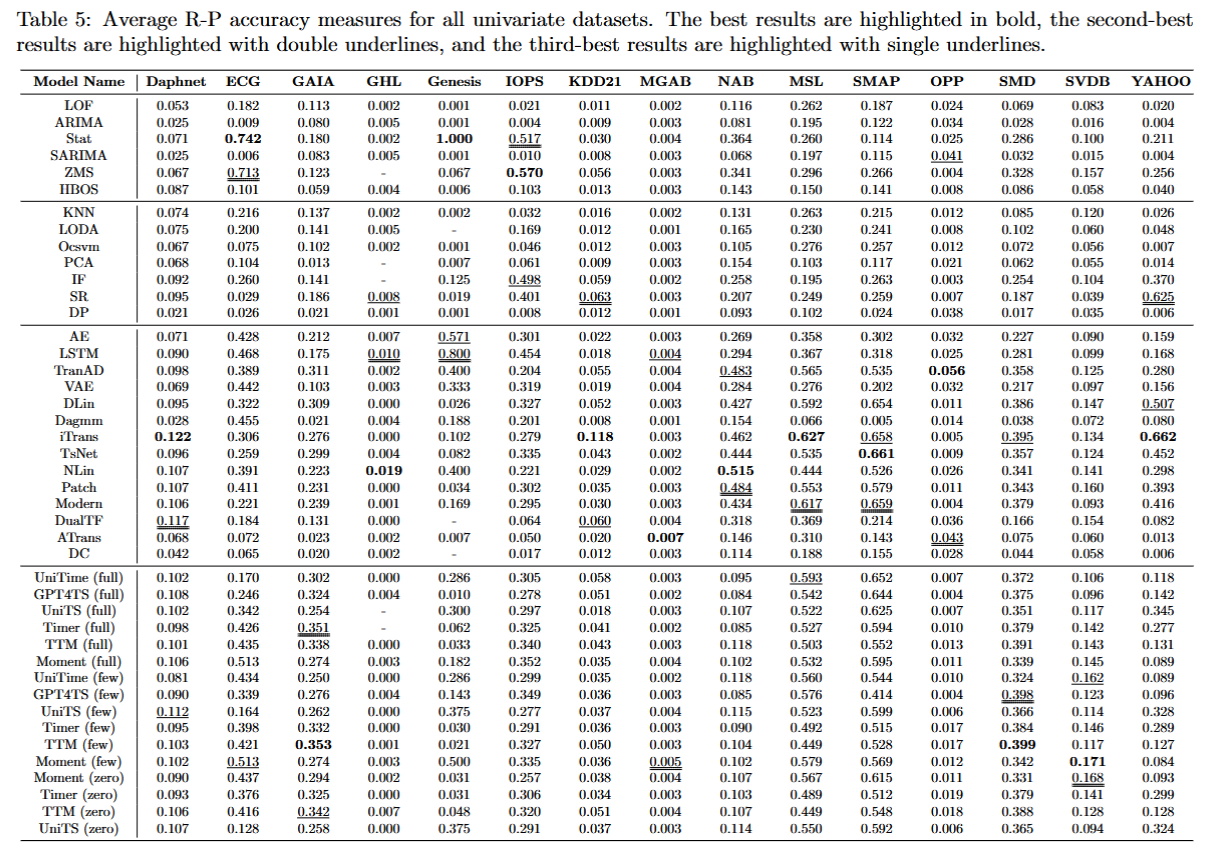 Table 5: Average R-P accuracy measures for all univariate datasets. The best results are highlighted in bold, the second-best
results are highlighted with double underlines, and the third-best results are highlighted with single underlines.
Model Name Daphnet ECG GAIA GHL Genesis IOPS KDD21 MGAB NAB MSL SMAP OPP SMD SVDB YAHOO
LOF 0.053 0.182 0.113 0.002 0.001 0.021 0.011 0.002 0.116 0.262 0.187 0.024 0.069 0.083 0.020
ARIMA 0.025 0.009 0.080 0.005 0.001 0.004 0.009 0.003 0.081 0.195 0.122 0.034 0.028 0.016 0.004
Stat 0.071 0.742 0.180 0.002 1.000 0.517 0.030 0.004 0.364 0.260 0.114 0.025 0.286 0.100 0.211
SARIMA 0.025 0.006 0.083 0.005 0.001 0.010 0.008 0.003 0.068 0.197 0.115 0.041 0.032 0.015 0.004
ZMS 0.067 0.713 0.123 - 0.067 0.570 0.056 0.003 0.341 0.296 0.266 0.004 0.328 0.157 0.256
HBOS 0.087 0.101 0.059 0.004 0.006 0.103 0.013 0.003 0.143 0.150 0.141 0.008 0.086 0.058 0.040
KNN 0.074 0.216 0.137 0.002 0.002 0.032 0.016 0.002 0.131 0.263 0.215 0.012 0.085 0.120 0.026
LODA 0.075 0.200 0.141 0.005 - 0.169 0.012 0.001 0.165 0.230 0.241 0.008 0.102 0.060 0.048
Ocsvm 0.067 0.075 0.102 0.002 0.001 0.046 0.012 0.003 0.105 0.276 0.257 0.012 0.072 0.056 0.007
PCA 0.068 0.104 0.013 - 0.007 0.061 0.009 0.003 0.154 0.103 0.117 0.021 0.062 0.055 0.014
IF 0.092 0.260 0.141 - 0.125 0.498 0.059 0.002 0.258 0.195 0.263 0.003 0.254 0.104 0.370
SR 0.095 0.029 0.186 0.008 0.019 0.401 0.063 0.003 0.207 0.249 0.259 0.007 0.187 0.039 0.625
DP 0.021 0.026 0.021 0.001 0.001 0.008 0.012 0.001 0.093 0.102 0.024 0.038 0.017 0.035 0.006
AE 0.071 0.428 0.212 0.007 0.571 0.301 0.022 0.003 0.269 0.358 0.302 0.032 0.227 0.090 0.159
LSTM 0.090 0.468 0.175 0.010 0.800 0.454 0.018 0.004 0.294 0.367 0.318 0.025 0.281 0.099 0.168
TranAD 0.098 0.389 0.311 0.002 0.400 0.204 0.055 0.004 0.483 0.565 0.535 0.056 0.358 0.125 0.280
VAE 0.069 0.442 0.103 0.003 0.333 0.319 0.019 0.004 0.284 0.276 0.202 0.032 0.217 0.097 0.156
DLin 0.095 0.322 0.309 0.000 0.026 0.327 0.052 0.003 0.427 0.592 0.654 0.011 0.386 0.147 0.507
Dagmm 0.028 0.455 0.021 0.004 0.188 0.201 0.008 0.001 0.154 0.066 0.005 0.014 0.038 0.072 0.080
iTrans 0.122 0.306 0.276 0.000 0.102 0.279 0.118 0.003 0.462 0.627 0.658 0.005 0.395 0.134 0.662
TsNet 0.096 0.259 0.299 0.004 0.082 0.335 0.043 0.002 0.444 0.535 0.661 0.009 0.357 0.124 0.452
NLin 0.107 0.391 0.223 0.019 0.400 0.221 0.029 0.002 0.515 0.444 0.526 0.026 0.341 0.141 0.298
Patch 0.107 0.411 0.231 0.000 0.034 0.302 0.035 0.003 0.484 0.553 0.579 0.011 0.343 0.160 0.393
Modern 0.106 0.221 0.239 0.001 0.169 0.295 0.030 0.003 0.434 0.617 0.659 0.004 0.379 0.093 0.416
DualTF 0.117 0.184 0.131 0.000 - 0.064 0.060 0.004 0.318 0.369 0.214 0.036 0.166 0.154 0.082
ATrans 0.068 0.072 0.023 0.002 0.007 0.050 0.020 0.007 0.146 0.310 0.143 0.043 0.075 0.060 0.013
DC 0.042 0.065 0.020 0.002 - 0.017 0.012 0.003 0.114 0.188 0.155 0.028 0.044 0.058 0.006
UniTime (full) 0.102 0.170 0.302 0.000 0.286 0.305 0.058 0.003 0.095 0.593 0.652 0.007 0.372 0.106 0.118
GPT4TS (full) 0.108 0.246 0.324 0.004 0.010 0.278 0.051 0.002 0.084 0.542 0.644 0.004 0.375 0.096 0.142
UniTS (full) 0.102 0.342 0.254 - 0.300 0.297 0.018 0.003 0.107 0.522 0.625 0.007 0.351 0.117 0.345
Timer (full) 0.098 0.426 0.351 - 0.062 0.325 0.041 0.002 0.085 0.527 0.594 0.010 0.379 0.142 0.277
TTM (full) 0.101 0.435 0.338 0.000 0.033 0.340 0.043 0.003 0.118 0.503 0.552 0.013 0.391 0.143 0.131
Moment (full) 0.106 0.513 0.274 0.003 0.182 0.352 0.035 0.004 0.102 0.532 0.595 0.011 0.339 0.145 0.089
UniTime (few) 0.081 0.434 0.250 0.000 0.286 0.299 0.035 0.002 0.118 0.560 0.544 0.010 0.324 0.162 0.089
GPT4TS (few) 0.090 0.339 0.276 0.004 0.143 0.349 0.036 0.003 0.085 0.576 0.414 0.004 0.398 0.123 0.096
UniTS (few) 0.112 0.164 0.262 0.000 0.375 0.277 0.037 0.004 0.115 0.523 0.599 0.006 0.366 0.114 0.328
Timer (few) 0.095 0.398 0.332 0.000 0.030 0.291 0.036 0.003 0.090 0.492 0.515 0.017 0.384 0.146 0.289
TTM (few) 0.103 0.421 0.353 0.001 0.021 0.327 0.050 0.003 0.104 0.449 0.528 0.017 0.399 0.117 0.127
Moment (few) 0.102 0.513 0.274 0.003 0.500 0.335 0.036 0.005 0.102 0.579 0.569 0.012 0.342 0.171 0.084
Moment (zero) 0.090 0.437 0.294 0.002 0.031 0.257 0.038 0.004 0.107 0.567 0.615 0.011 0.331 0.168 0.093
Timer (zero) 0.093 0.376 0.325 0.000 0.031 0.306 0.034 0.003 0.103 0.489 0.512 0.019 0.379 0.141 0.299
TTM (zero) 0.106 0.416 0.342 0.007 0.048 0.320 0.051 0.004 0.107 0.449 0.548 0.018 0.388 0.128 0.128
UniTS (zero) 0.107 0.128 0.258 0.000 0.375 0.291 0.037 0.003 0.114 0.550 0.592 0.006 0.365 0.094 0.324